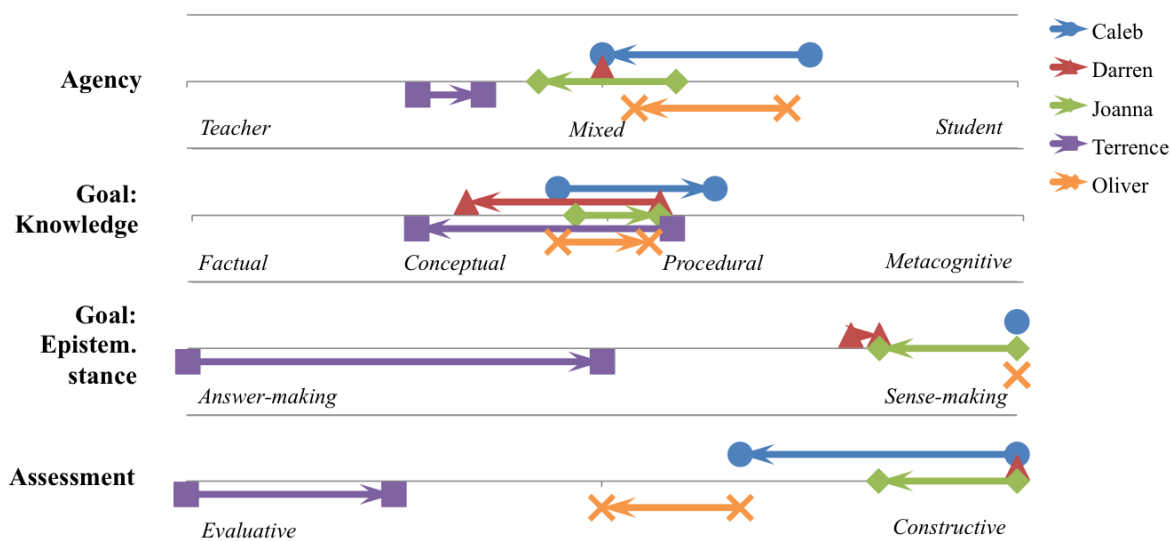 Agency
Teacher
Mixed
Student
Caleb
Darren
Joanna
Terrence
Oliver
Goal:
Knowledge
Factual
Conceptual
Procedural
Metacognitive
Goal:
Epistem.
stance
Answer-making
Sense-making
Assessment
Evaluative
Constructive